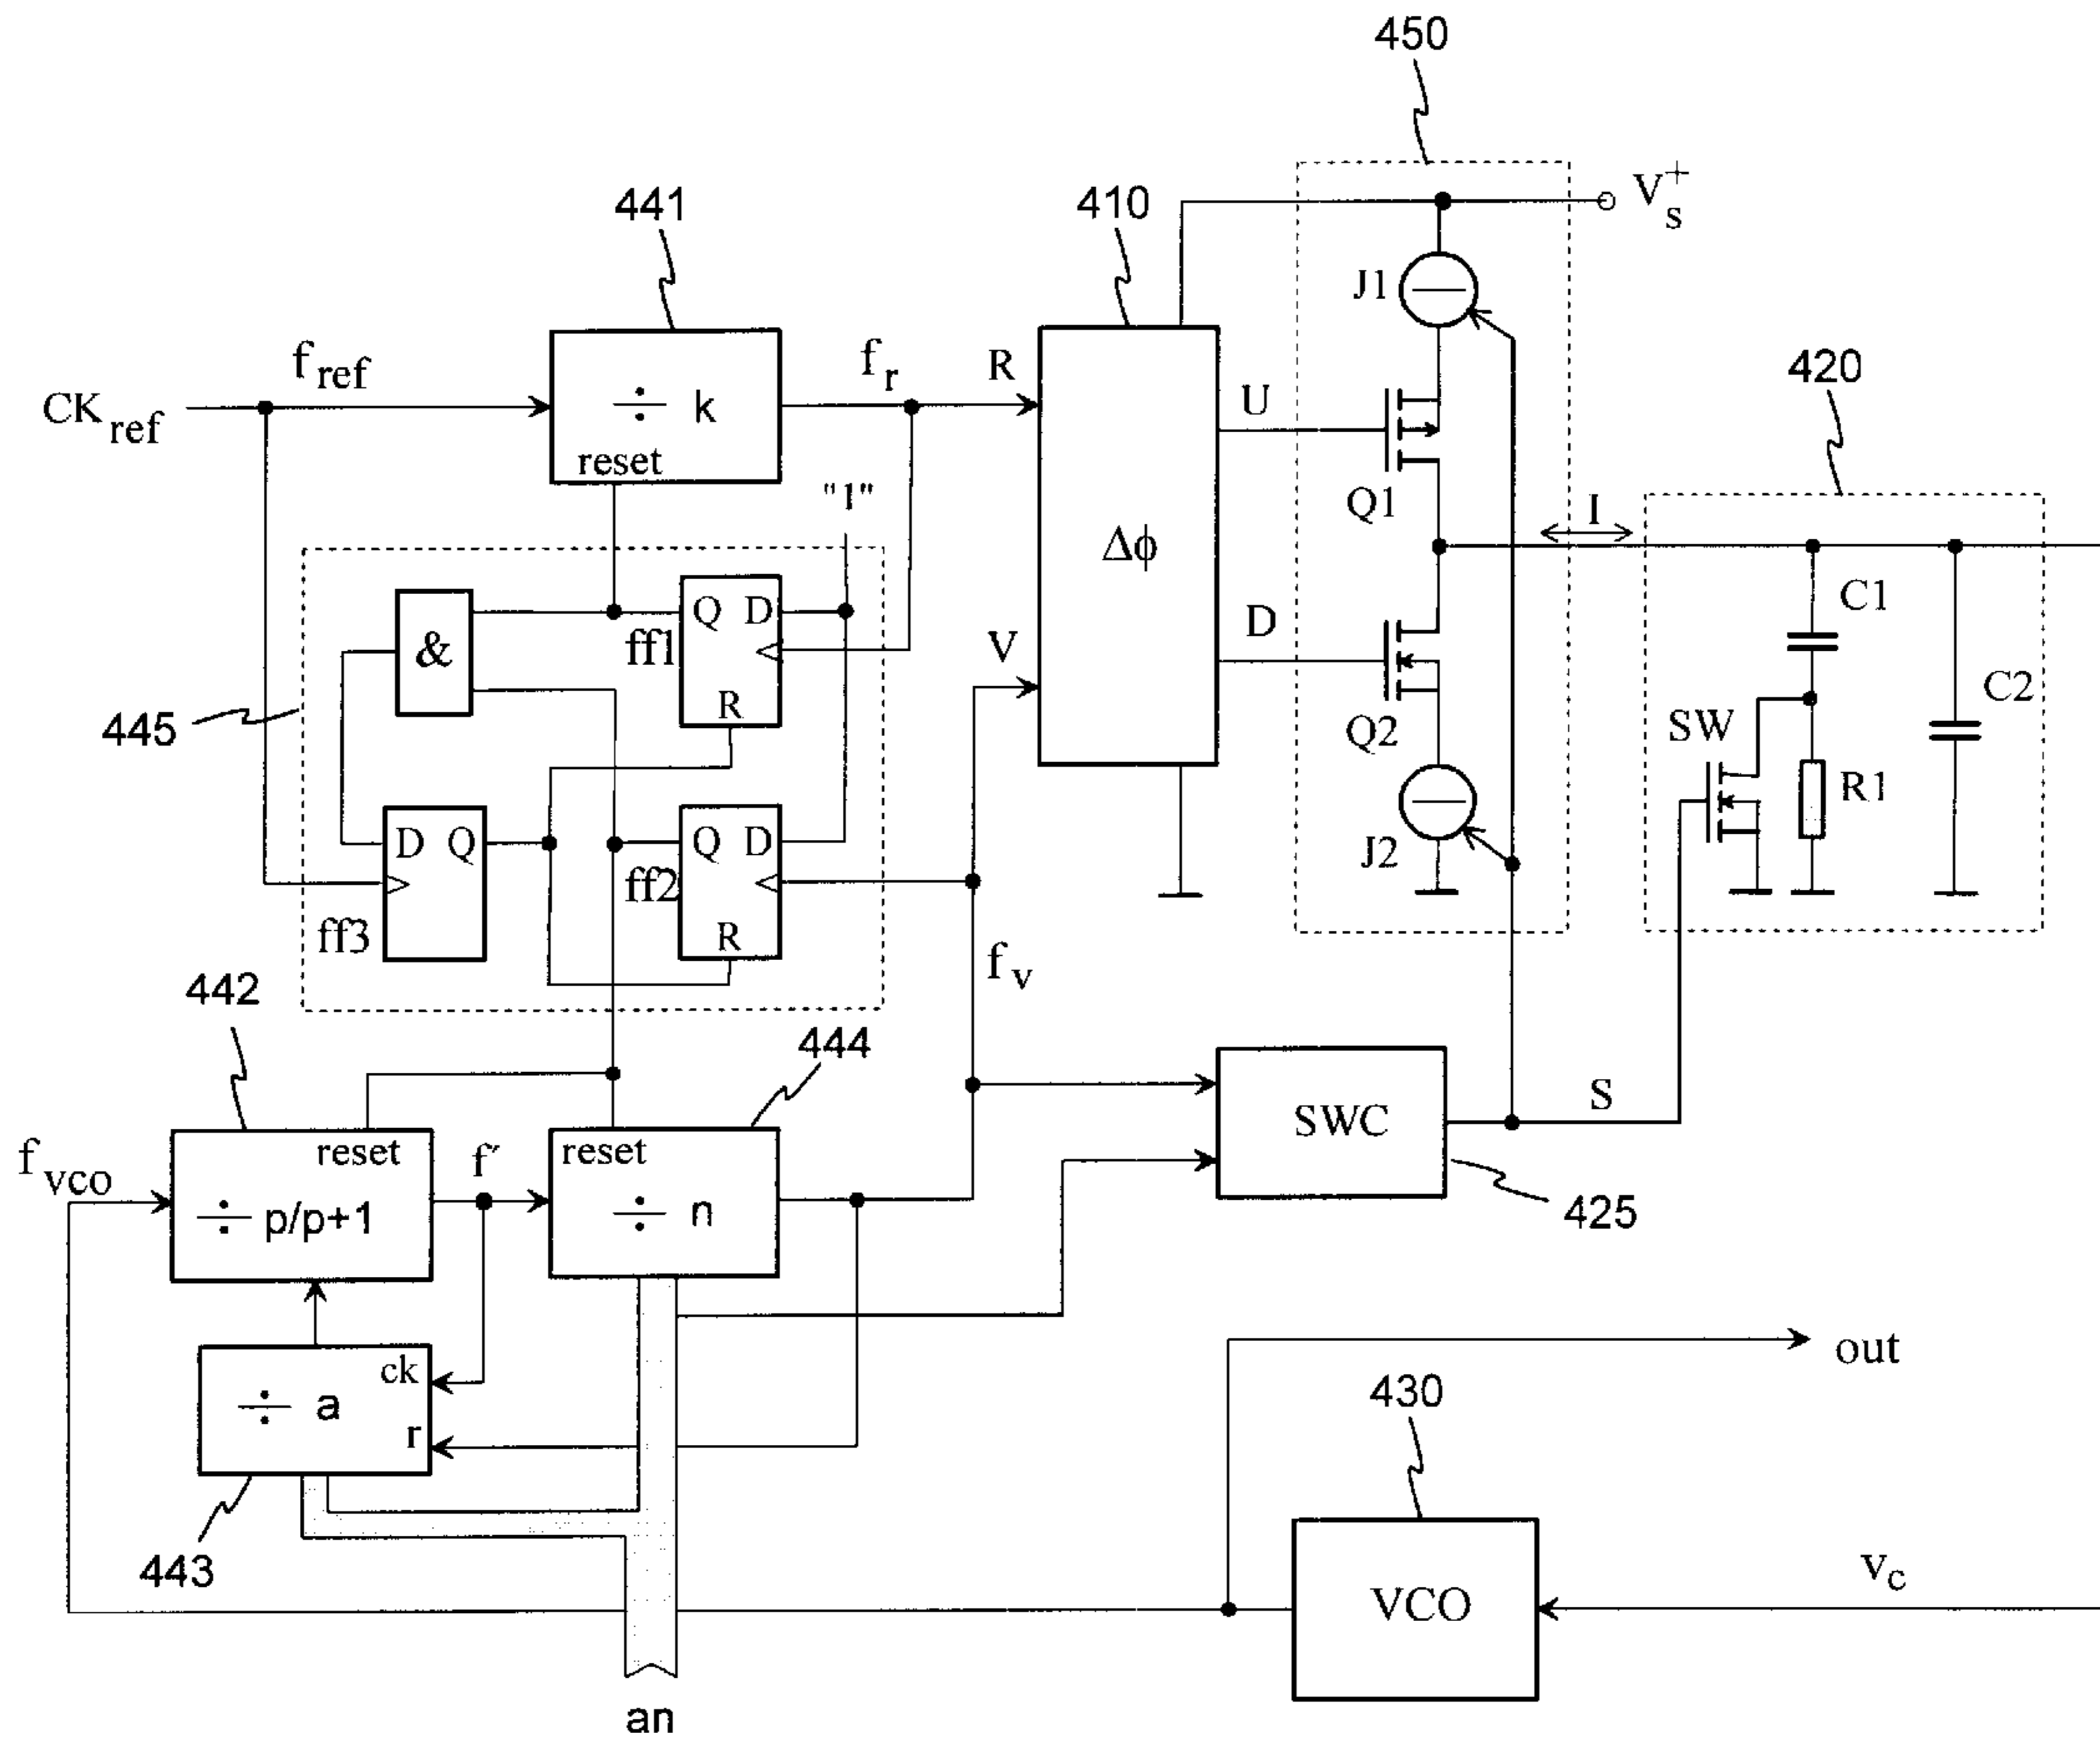 450
441
410
V_s^+
J1
420
f_ref
÷ k
f_r
R
U
CK_ref
reset
"1"
Q1
I
Δϕ
C1
&
Q D
ff1
R
V
D
C2
445
Q2
SW
R1
D Q
Q D
J2
ff2
ff3
R
f_v
442
444
S
SWC
reset
reset
f_vco
f′
÷ p/p+1
÷ n
425
ck
÷ a
r
out
430
443
VCO
v_c
an